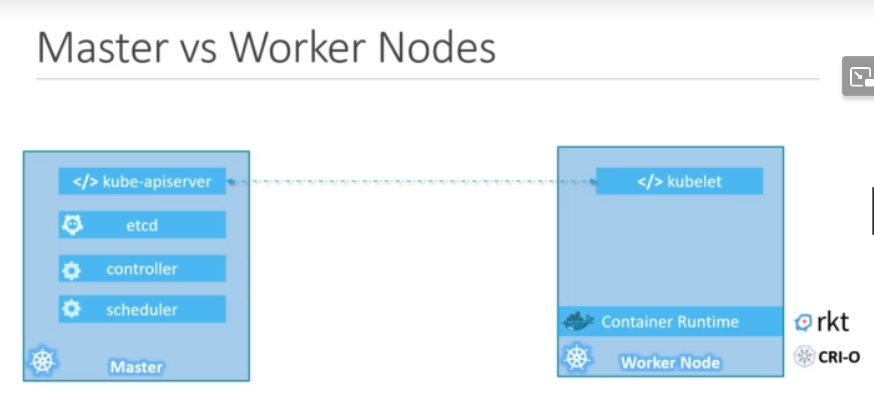 Master vs Worker Nodes
</> kube-apiserver
etcd
controller
scheduler
Master
</> kubelet
Container Runtime
Worker Node
rkt
CRI-O